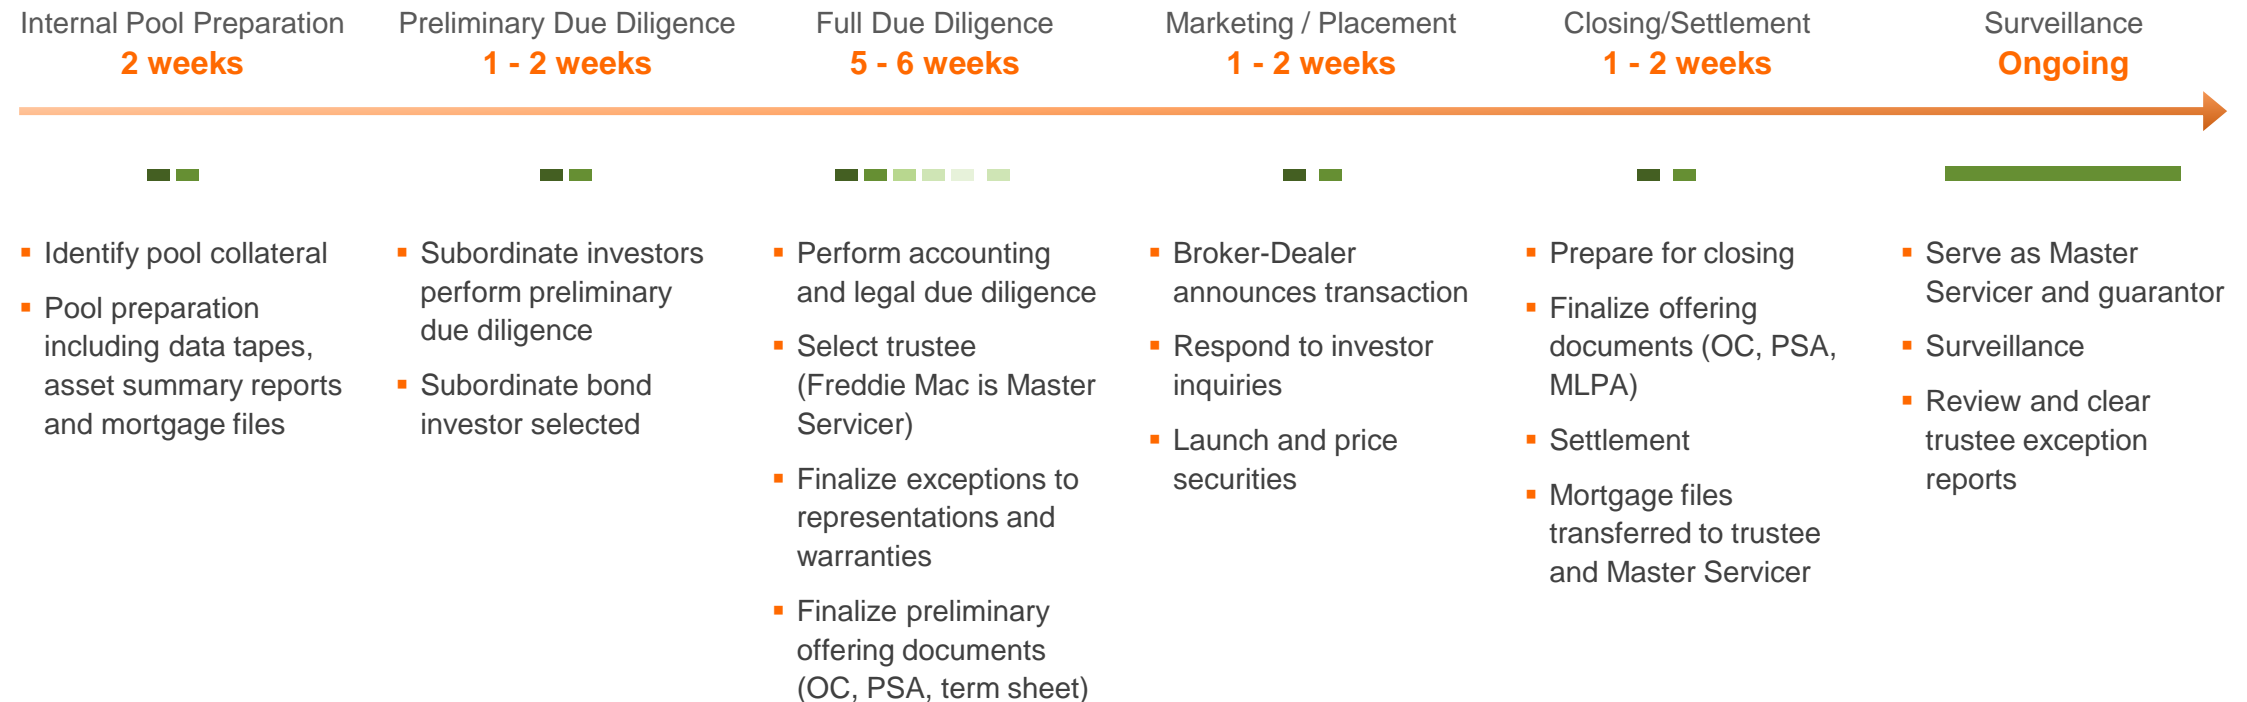 Internal Pool Preparation
2 weeks
Preliminary Due Diligence
1 - 2 weeks
Full Due Diligence
5 - 6 weeks
Marketing / Placement
1 - 2 weeks
Closing/Settlement
1 - 2 weeks
Surveillance
Ongoing
▪ Identify pool collateral
▪ Pool preparation
including data tapes,
asset summary reports
and mortgage files
▪ Subordinate investors
perform preliminary
due diligence
▪ Subordinate bond
investor selected
▪ Perform accounting
and legal due diligence
▪ Select trustee
(Freddie Mac is Master
Servicer)
▪ Finalize exceptions to
representations and
warranties
▪ Finalize preliminary
offering documents
(OC, PSA, term sheet)
▪ Broker-Dealer
announces transaction
▪ Respond to investor
inquiries
▪ Launch and price
securities
▪ Prepare for closing
▪ Finalize offering
documents (OC, PSA,
MLPA)
▪ Settlement
▪ Mortgage files
transferred to trustee
and Master Servicer
▪ Serve as Master
Servicer and guarantor
▪ Surveillance
▪ Review and clear
trustee exception
reports